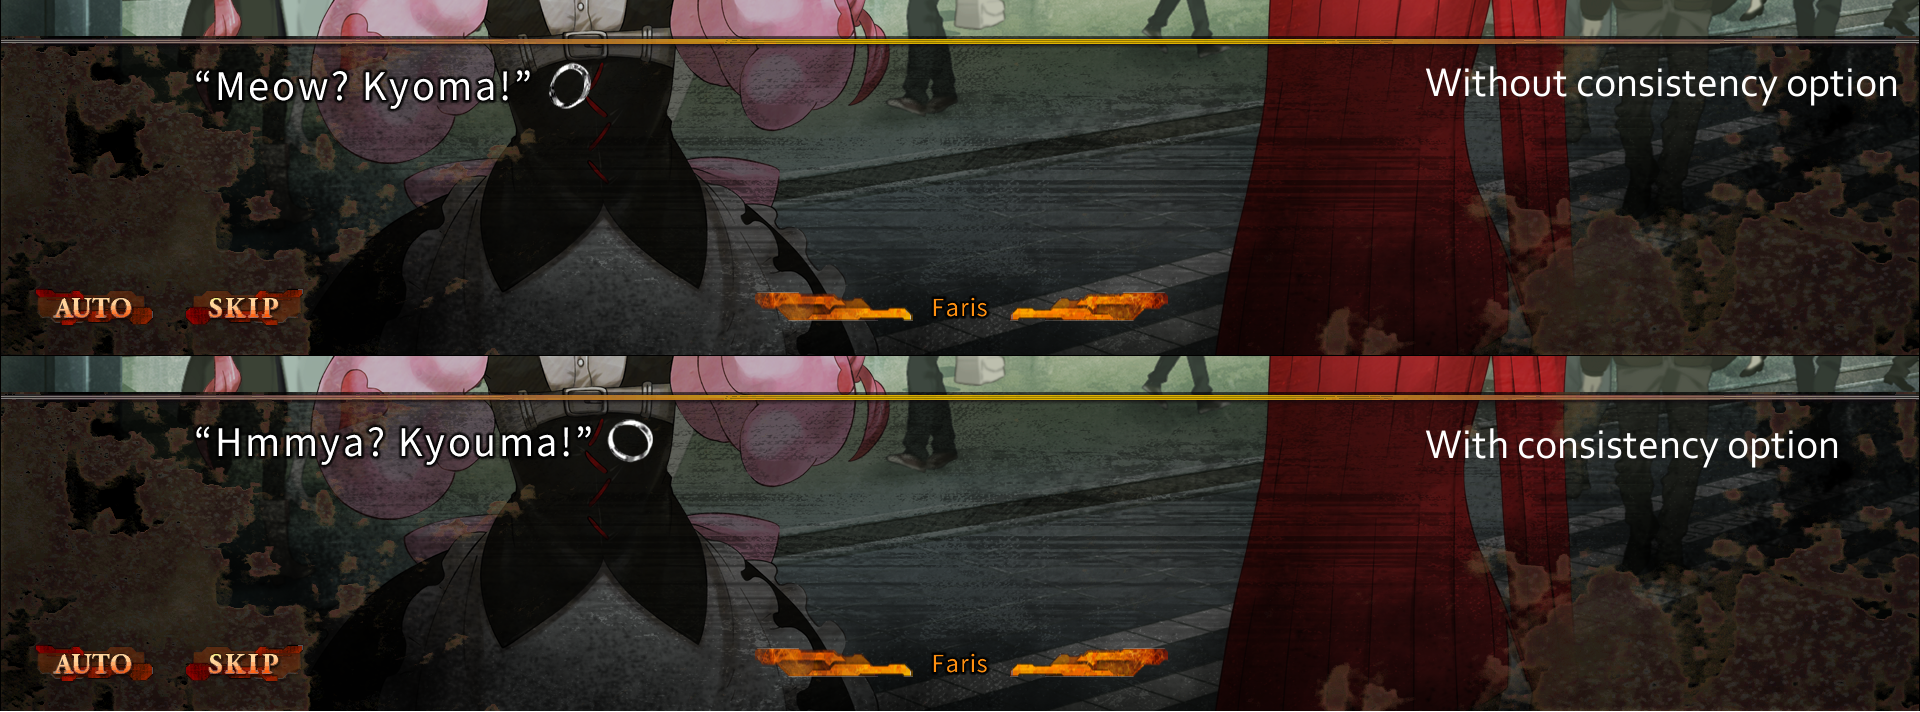 “Meow? Kyoma!”
Without consistency option
AUTO
SKIP
Faris
“Hmmya? Kyouma!”
With consistency option
AUTO
SKIP
Faris